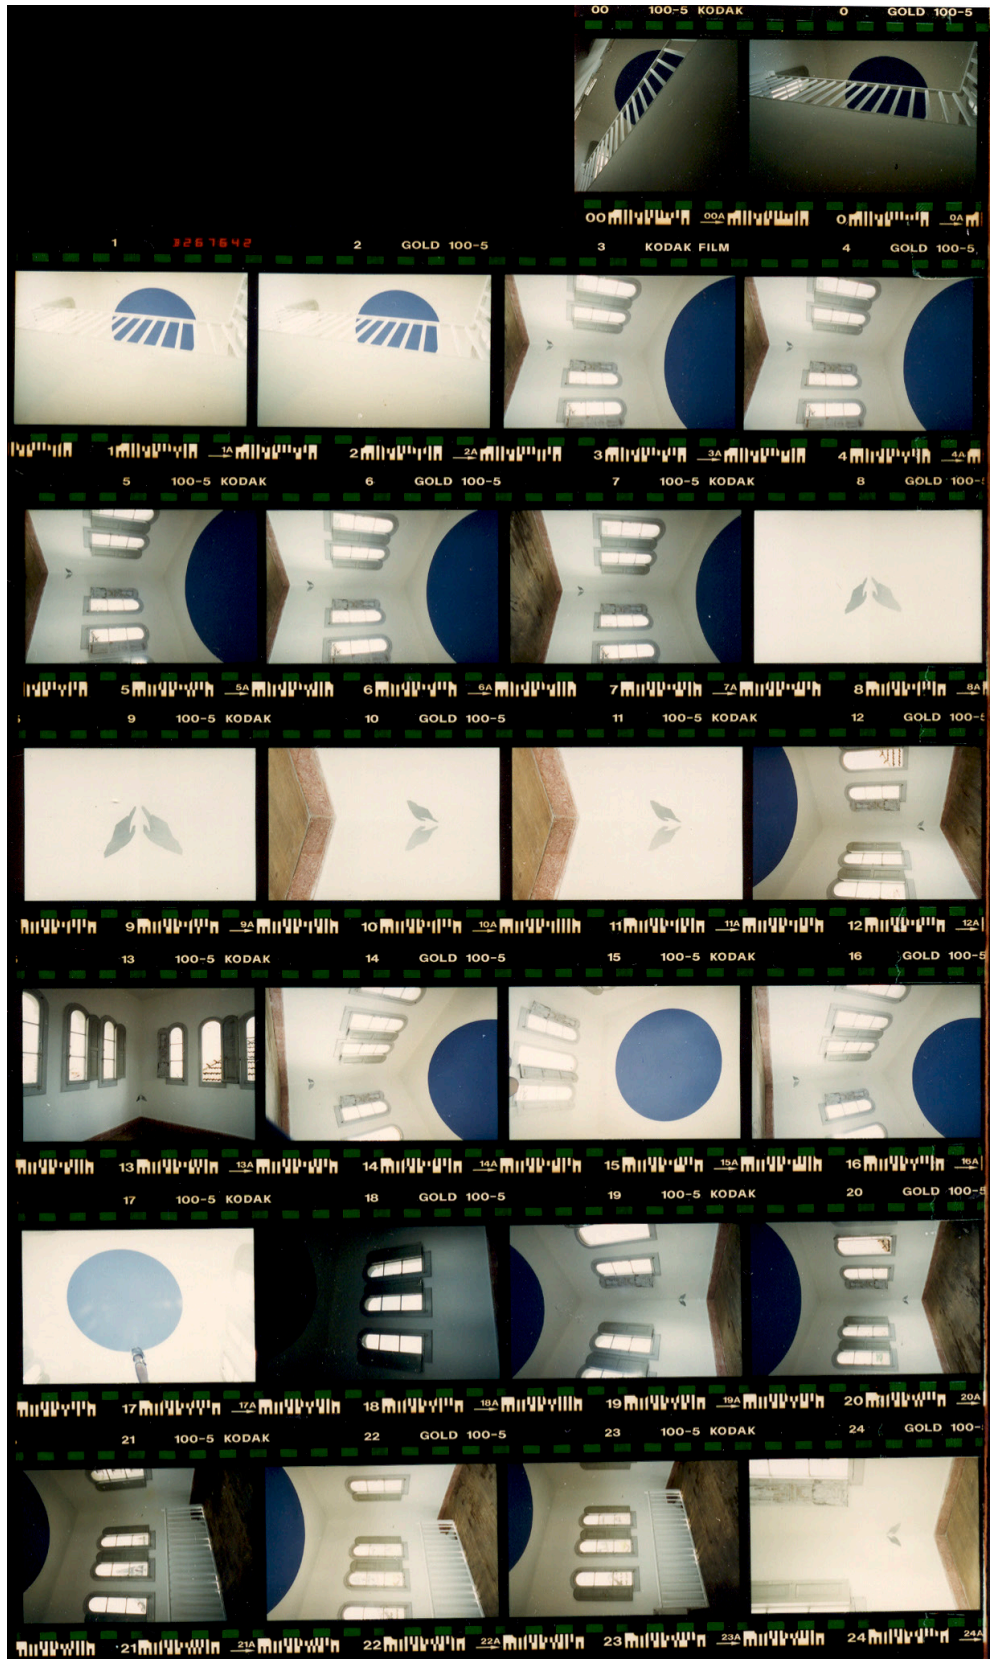 00 100-5 KODAK 0 GOLD 100-5
00 00A 0 0A
1 3267642 2 GOLD 100-5 3 KODAK FILM 4 GOLD 100-5
1 1A 2 2A 3 3A 4 4A
5 100-5 KODAK 6 GOLD 100-5 7 100-5 KODAK 8 GOLD 100-
5 5A 6 6A 7 7A 8 8A
9 100-5 KODAK 10 GOLD 100-5 11 100-5 KODAK 12 GOLD 100-5
9 9A 10 10A 11 11A 12 12A
13 100-5 KODAK 14 GOLD 100-5 15 100-5 KODAK 16 GOLD 100-5
13 13A 14 14A 15 15A 16 16A
17 100-5 KODAK 18 GOLD 100-5 19 100-5 KODAK 20 GOLD 100-5
17 17A 18 18A 19 19A 20 20A
21 100-5 KODAK 22 GOLD 100-5 23 100-5 KODAK 24 GOLD 100-
21 21A 22 22A 23 23A 24 24A